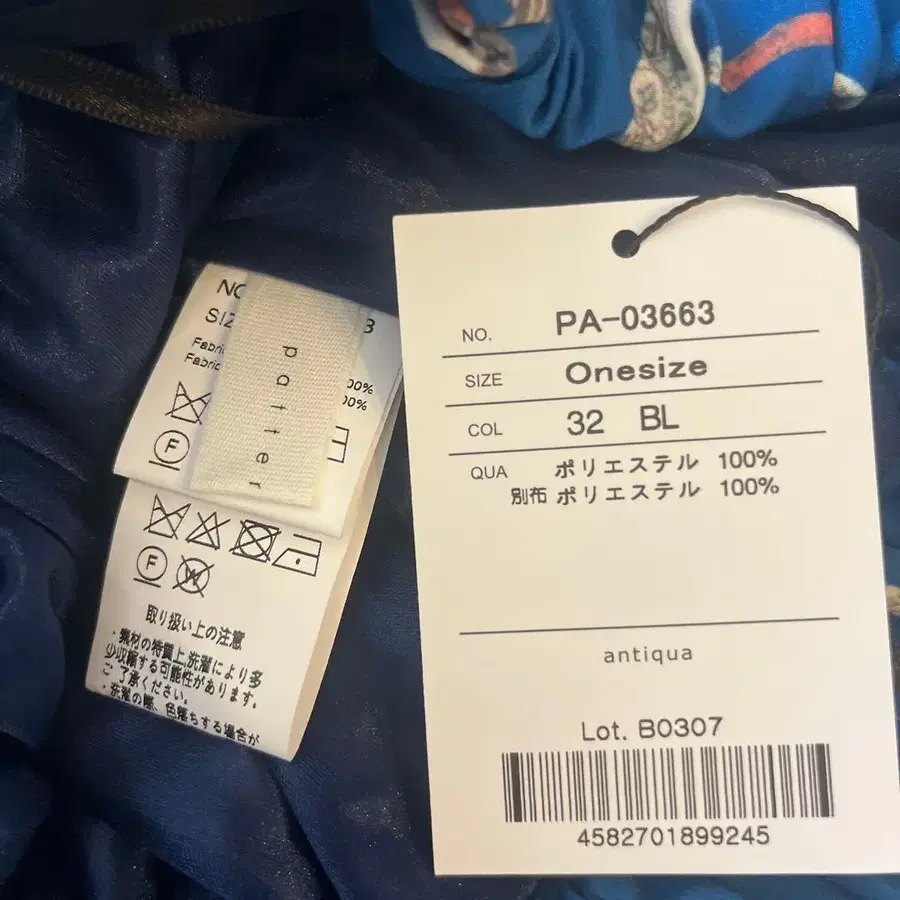 NO
SIZ
3
Fabri
Fabric
00%
00%
patter
F
F
W
取り扱い上の注意
・素材の特質上,洗濯により多
少収縮する可能性があります。
ご了承ください。
・洗濯の際、色落ちする場合が
NO. PA-03663
SIZE Onesize
COL 32 BL
QUA ポリエステル 100%
別布 ポリエステル 100%
antiqua
Lot. B0307
4582701899245